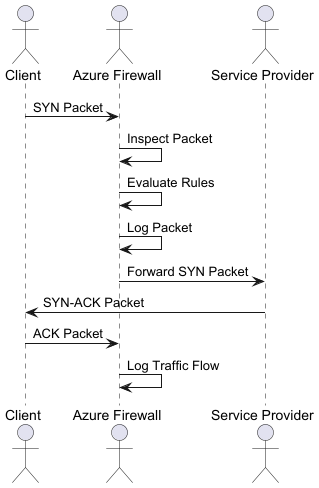 Client Azure Firewall Service Provider
SYN Packet
Inspect Packet
Evaluate Rules
Log Packet
Forward SYN Packet
SYN-ACK Packet
ACK Packet
Log Traffic Flow
Client Azure Firewall Service Provider